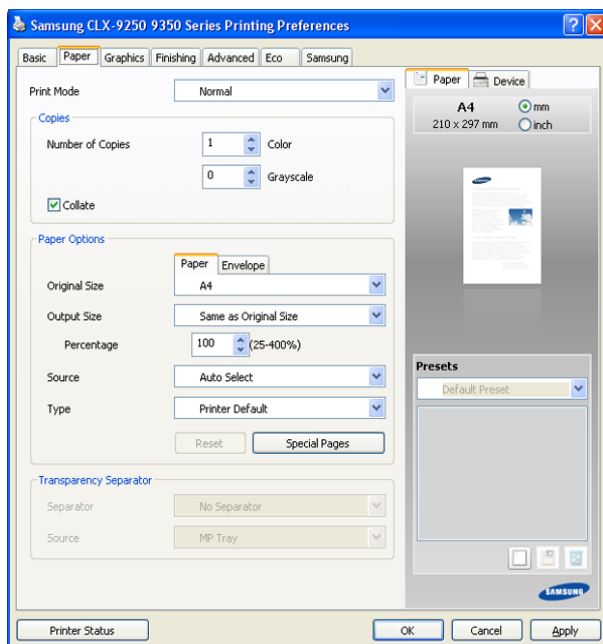 Samsung CLX-9250 9350 Series Printing Preferences
Basic Paper Graphics Finishing Advanced Eco Samsung
Print Mode Normal
Copies
Number of Copies 1 Color
0 Grayscale
Collate
Paper Options
Paper Envelope
Original Size A4
Output Size Same as Original Size
Percentage 100 (25-400%)
Source Auto Select
Type Printer Default
Reset Special Pages
Transparency Separator
Separator No Separator
Source MP Tray
Paper Device
A4 mm
210 x 297 mm inch
Presets
Default Preset
SAMSUNG
Printer Status OK Cancel Apply